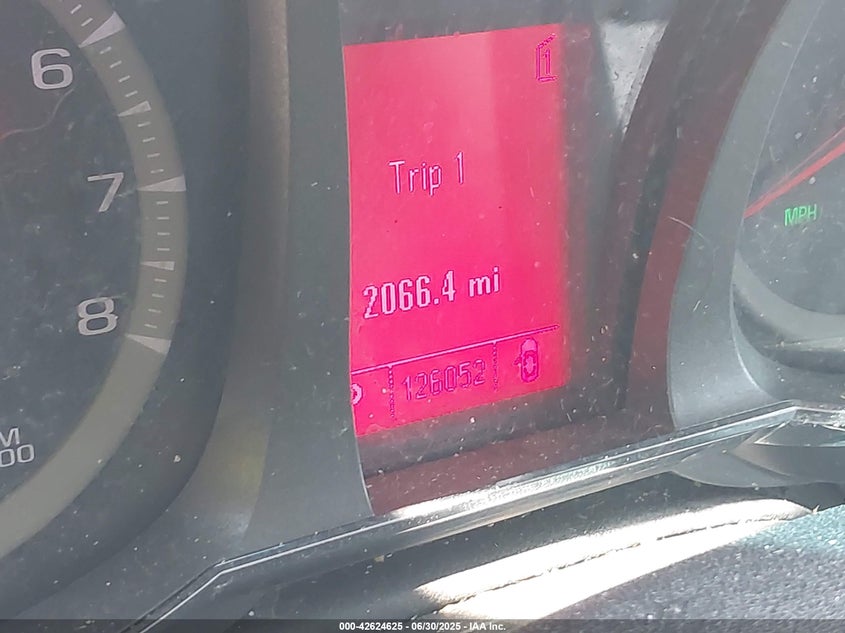 6
7
8
Trip 1
2066.4 mi
126052
MPH
000-42624625 - 06/30/2025 - IAA Inc.